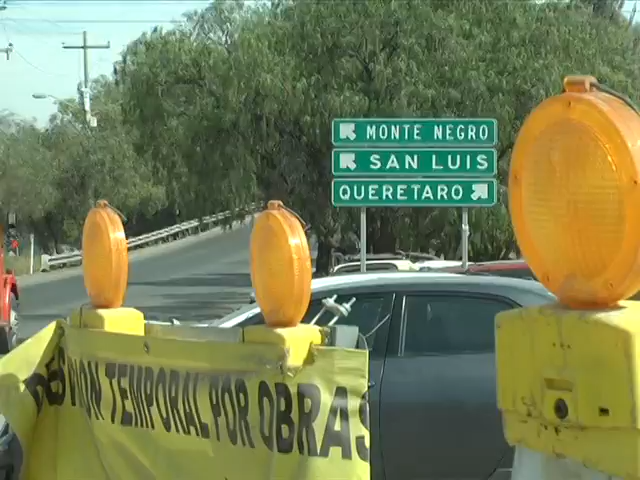 MONTE NEGRO
SAN LUIS
QUERETARO
TEMPORAL POR OBRAS